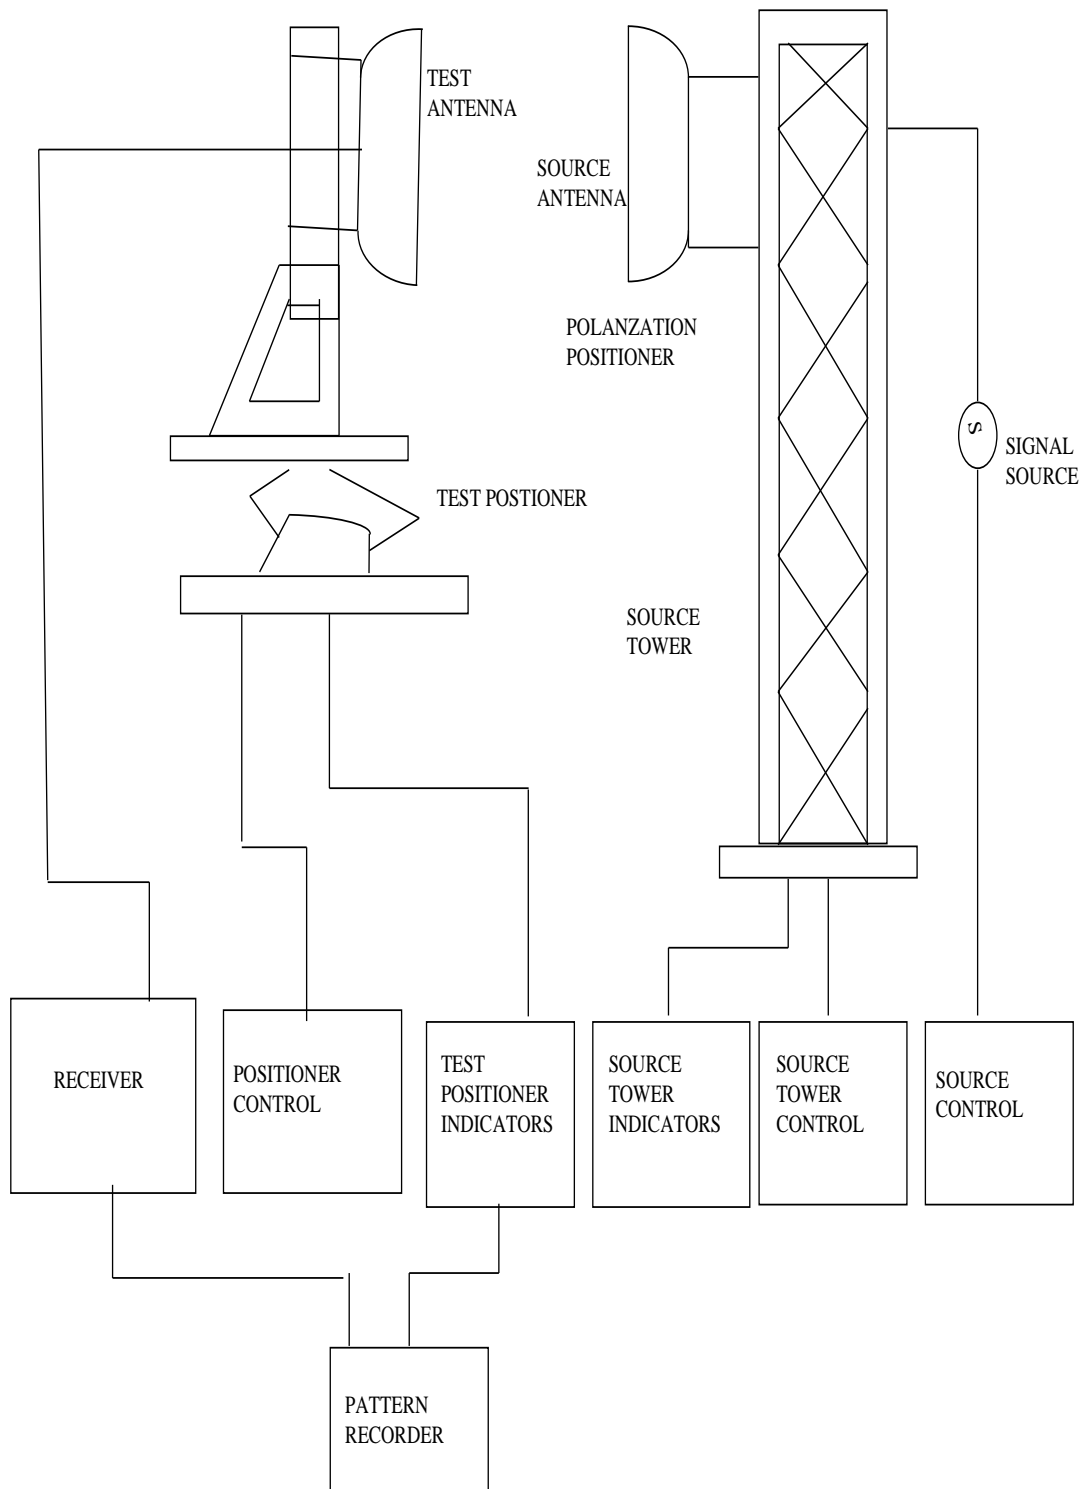 TEST
ANTENNA
SOURCE
ANTENNA
POLANZATION
POSITIONER
S
SIGNAL
SOURCE
TEST POSTIONER
SOURCE
TOWER
RECEIVER
POSITIONER
CONTROL
TEST
POSITIONER
INDICATORS
SOURCE
TOWER
INDICATORS
SOURCE
TOWER
CONTROL
SOURCE
CONTROL
PATTERN
RECORDER